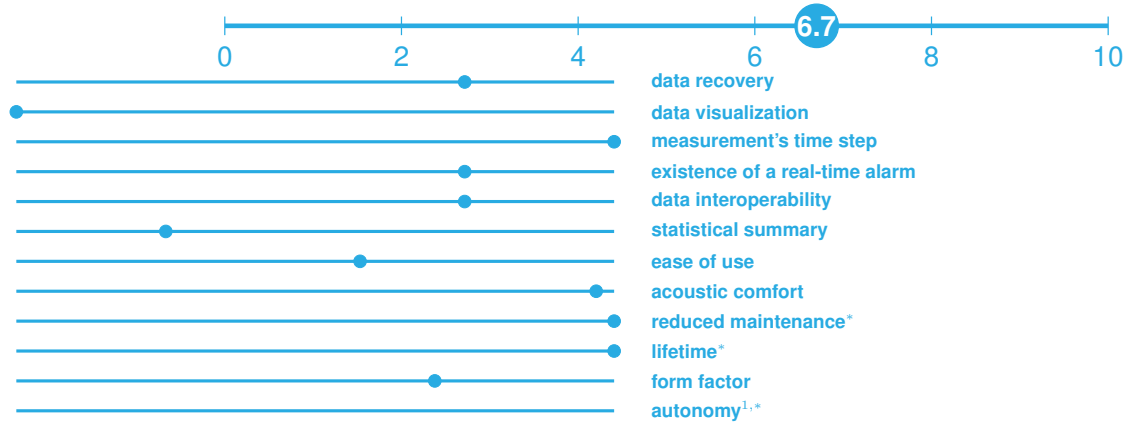 6.7
0 2 4 6 8 10
data recovery
data visualization
measurement's time step
existence of a real-time alarm
data interoperability
statistical summary
ease of use
acoustic comfort
reduced maintenance*
lifetime*
form factor
autonomy1,*